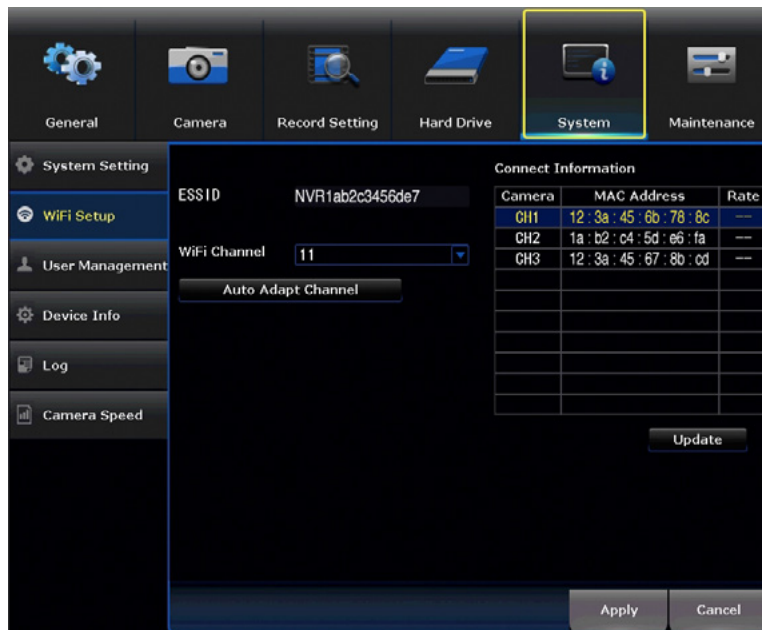 General Camera Record Setting Hard Drive System Maintenance
System Setting
WiFi Setup
User Management
Device Info
Log
Camera Speed
ESSID NVR1ab2c3456de7
WiFi Channel 11
Auto Adapt Channel
Connect Information
Camera MAC Address Rate
CH1 12 : 3a : 45 : 6b : 78 : 8c --
CH2 1a : b2 : c4 : 5d : e6 : fa --
CH3 12 : 3a : 45 : 67 : 8b : cd --
Update
Apply Cancel